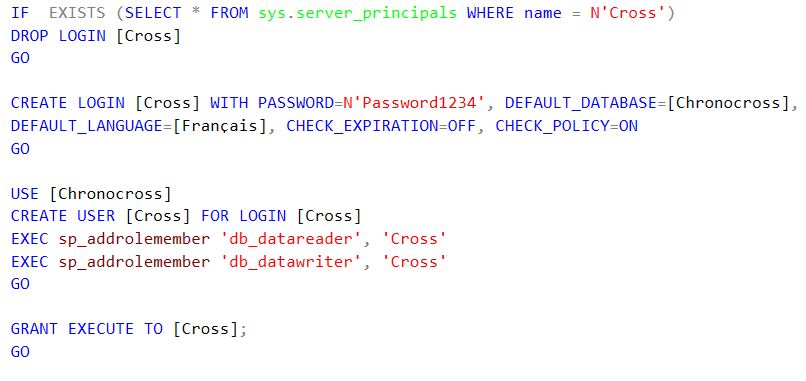 IF  EXISTS (SELECT * FROM sys.server_principals WHERE name = N'Cross')
DROP LOGIN [Cross]
GO
CREATE LOGIN [Cross] WITH PASSWORD=N'Password1234', DEFAULT_DATABASE=[Chronocross],
DEFAULT_LANGUAGE=[Français], CHECK_EXPIRATION=OFF, CHECK_POLICY=ON
GO
USE [Chronocross]
CREATE USER [Cross] FOR LOGIN [Cross]
EXEC sp_addrolemember 'db_datareader', 'Cross'
EXEC sp_addrolemember 'db_datawriter', 'Cross'
GO
GRANT EXECUTE TO [Cross];
GO